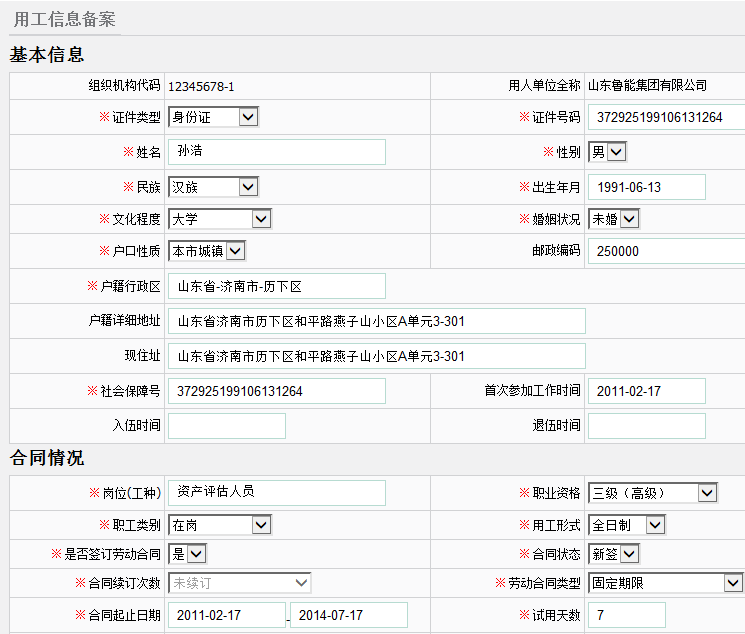 用工信息备案
基本信息
组织机构代码 12345678-1 用人单位全称 山东鲁能集团有限公司
※证件类型 身份证 ※证件号码 372925199106131264
※姓名 孙浩 ※性别 男
※民族 汉族 ※出生年月 1991-06-13
※文化程度 大学 ※婚姻状况 未婚
※户口性质 本市城镇 邮政编码 250000
※户籍行政区 山东省-济南市-历下区
户籍详细地址 山东省济南市历下区和平路燕子山小区A单元3-301
现住址 山东省济南市历下区和平路燕子山小区A单元3-301
※社会保障号 372925199106131264 首次参加工作时间 2011-02-17
入伍时间 退伍时间
合同情况
※岗位(工种) 资产评估人员 ※职业资格 三级（高级）
※职工类别 在岗 ※用工形式 全日制
※是否签订劳动合同 是 ※合同状态 新签
※合同续订次数 未续订 ※劳动合同类型 固定期限
※合同起止日期 2011-02-17 - 2014-07-17 ※试用天数 7